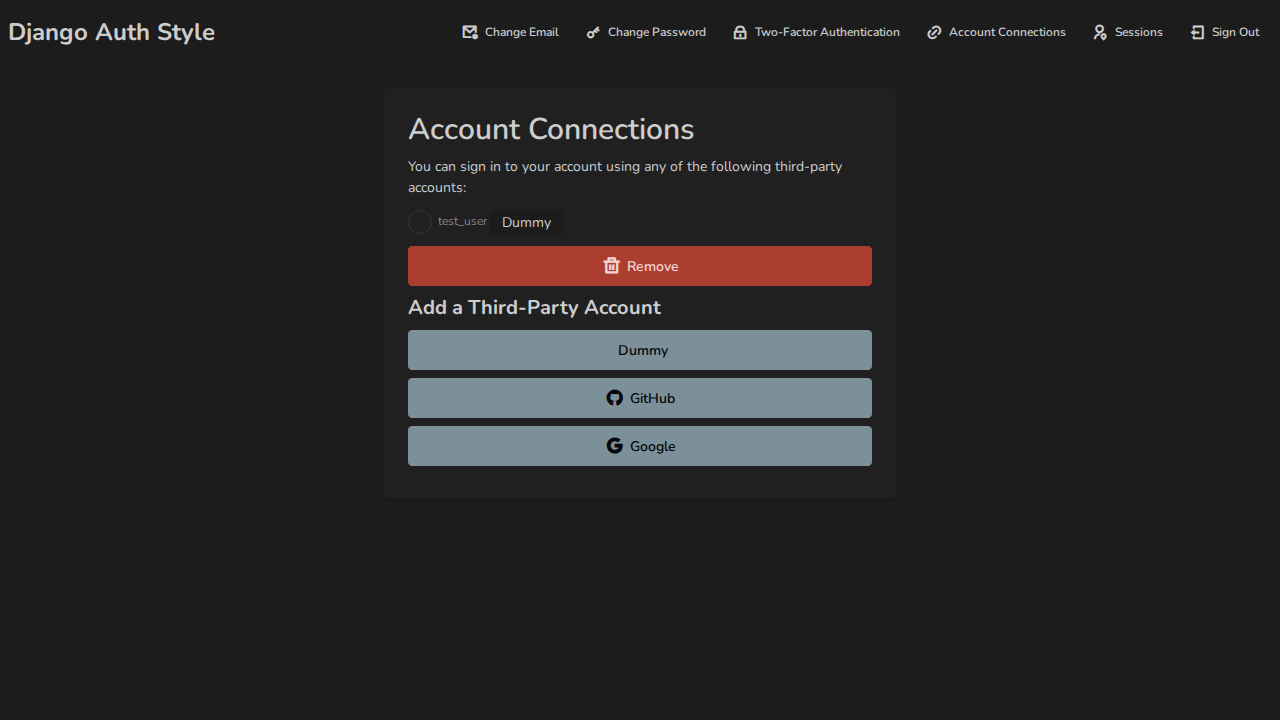 Django Auth Style
Change Email
Change Password
Two-Factor Authentication
Account Connections
Sessions
Sign Out
Account Connections
You can sign in to your account using any of the following third-party
accounts:
test_user Dummy
Remove
Add a Third-Party Account
Dummy
GitHub
Google